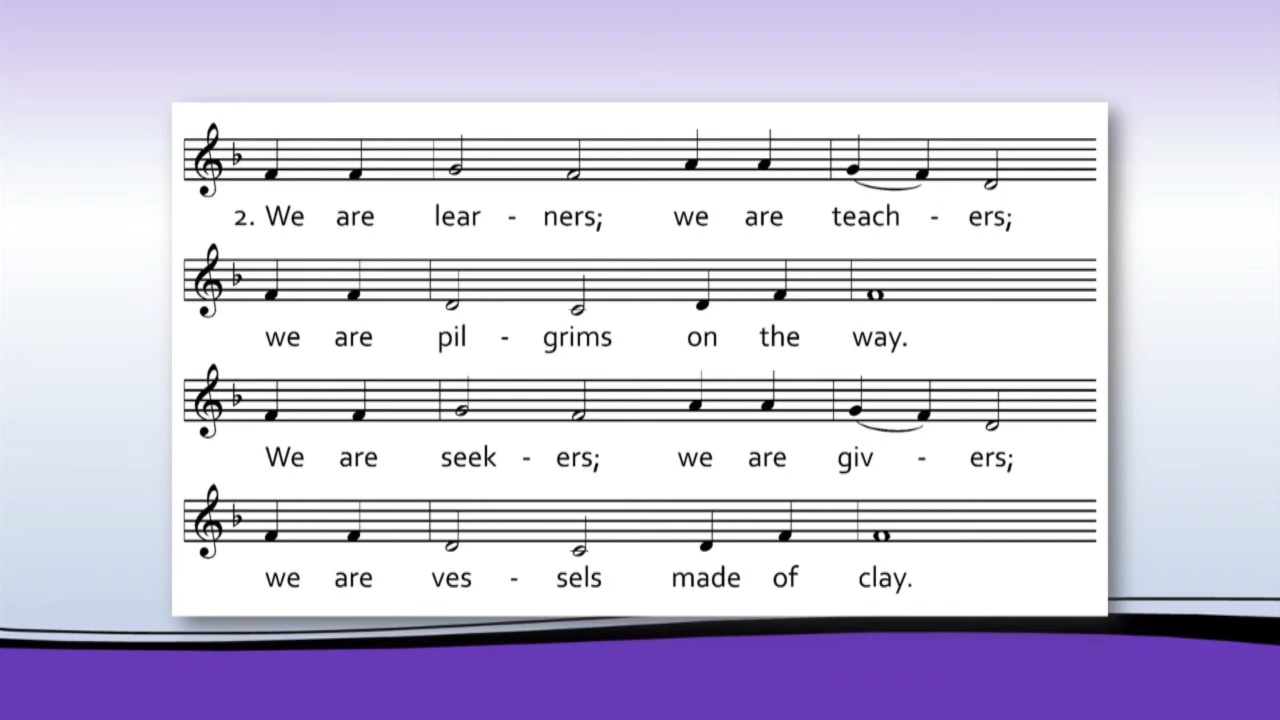 2. We are lear - ners; we are teach - ers;
we are pil - grims on the way.
We are seek - ers; we are giv - ers;
we are ves - sels made of clay.